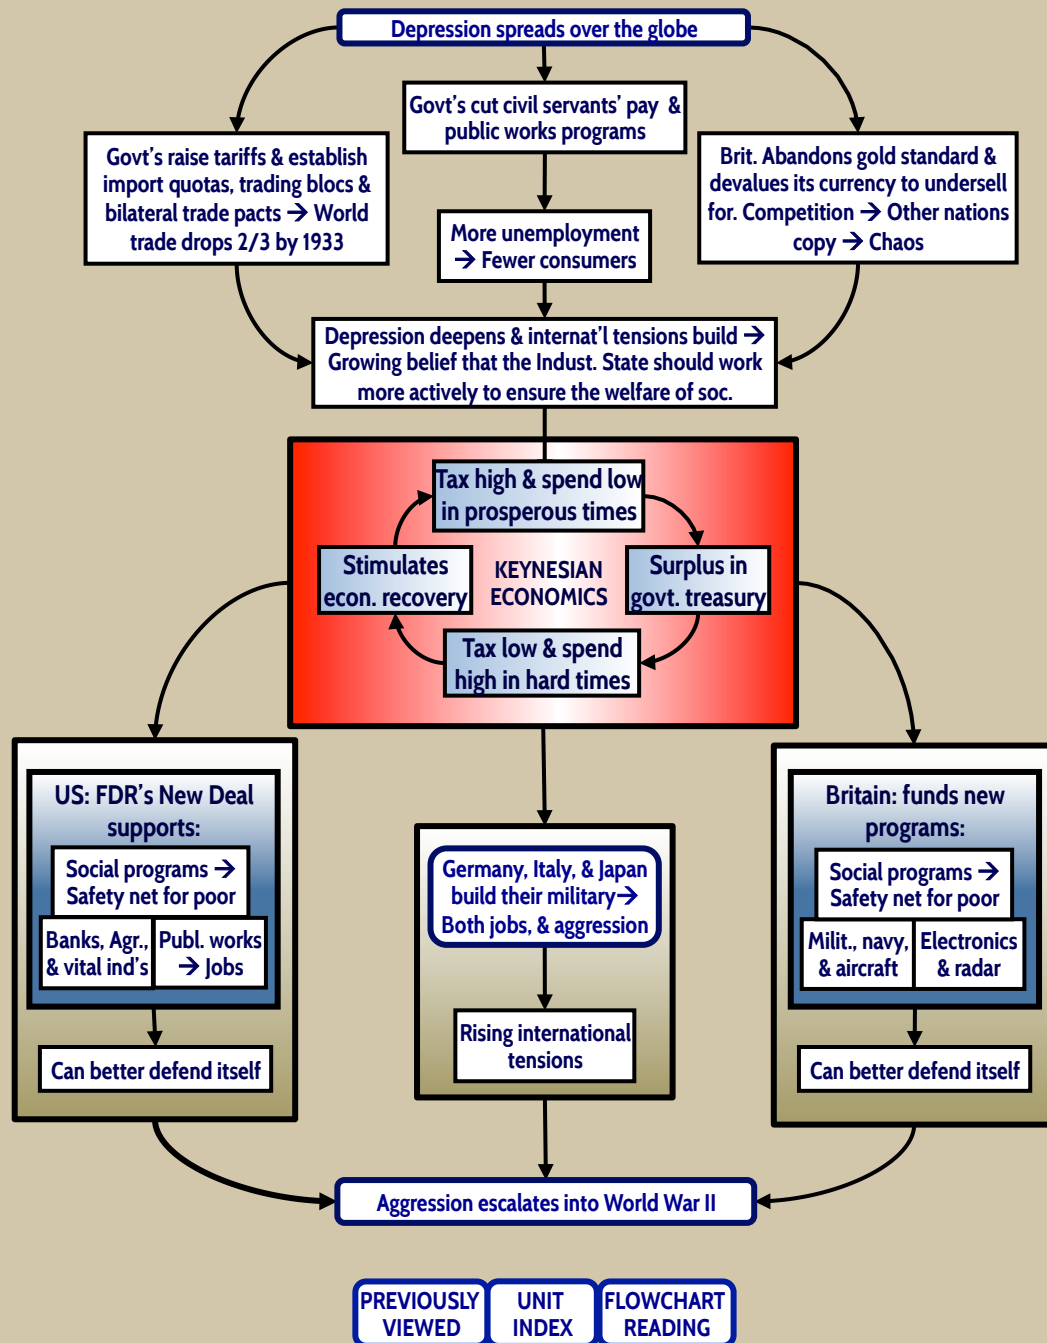 Depression spreads over the globe
Govt's cut civil servants' pay &
public works programs
Govt's raise tariffs & establish
import quotas, trading blocs &
bilateral trade pacts → World
trade drops 2/3 by 1933
More unemployment
→ Fewer consumers
Brit. Abandons gold standard &
devalues its currency to undersell
for. Competition → Other nations
copy → Chaos
Depression deepens & internat'l tensions build →
Growing belief that the Indust. State should work
more actively to ensure the welfare of soc.
Tax high & spend low
in prosperous times
Stimulates
econ. recovery
KEYNESIAN
ECONOMICS
Surplus in
govt. treasury
Tax low & spend
high in hard times
US: FDR's New Deal
supports:
Social programs →
Safety net for poor
Banks, Agr.,
& vital ind's
Publ. works
→ Jobs
Can better defend itself
Germany, Italy, & Japan
build their military→
Both jobs, & aggression
Rising international
tensions
Britain: funds new
programs:
Social programs →
Safety net for poor
Milit., navy,
& aircraft
Electronics
& radar
Can better defend itself
Aggression escalates into World War II
PREVIOUSLY
VIEWED
UNIT
INDEX
FLOWCHART
READING